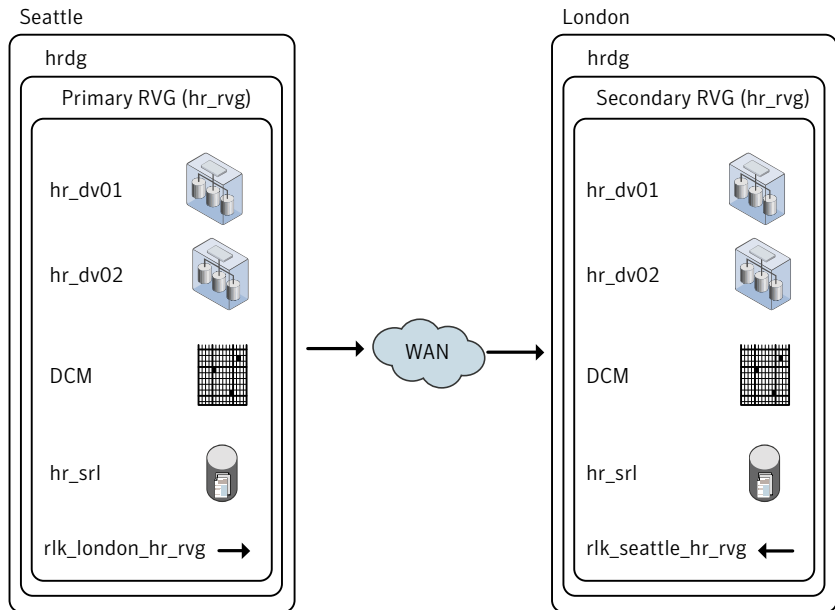 Seattle
hrdg
Primary RVG (hr_rvg)
hr_dv01
hr_dv02
DCM
hr_srl
rlk_london_hr_rvg
WAN
London
hrdg
Secondary RVG (hr_rvg)
hr_dv01
hr_dv02
DCM
hr_srl
rlk_seattle_hr_rvg